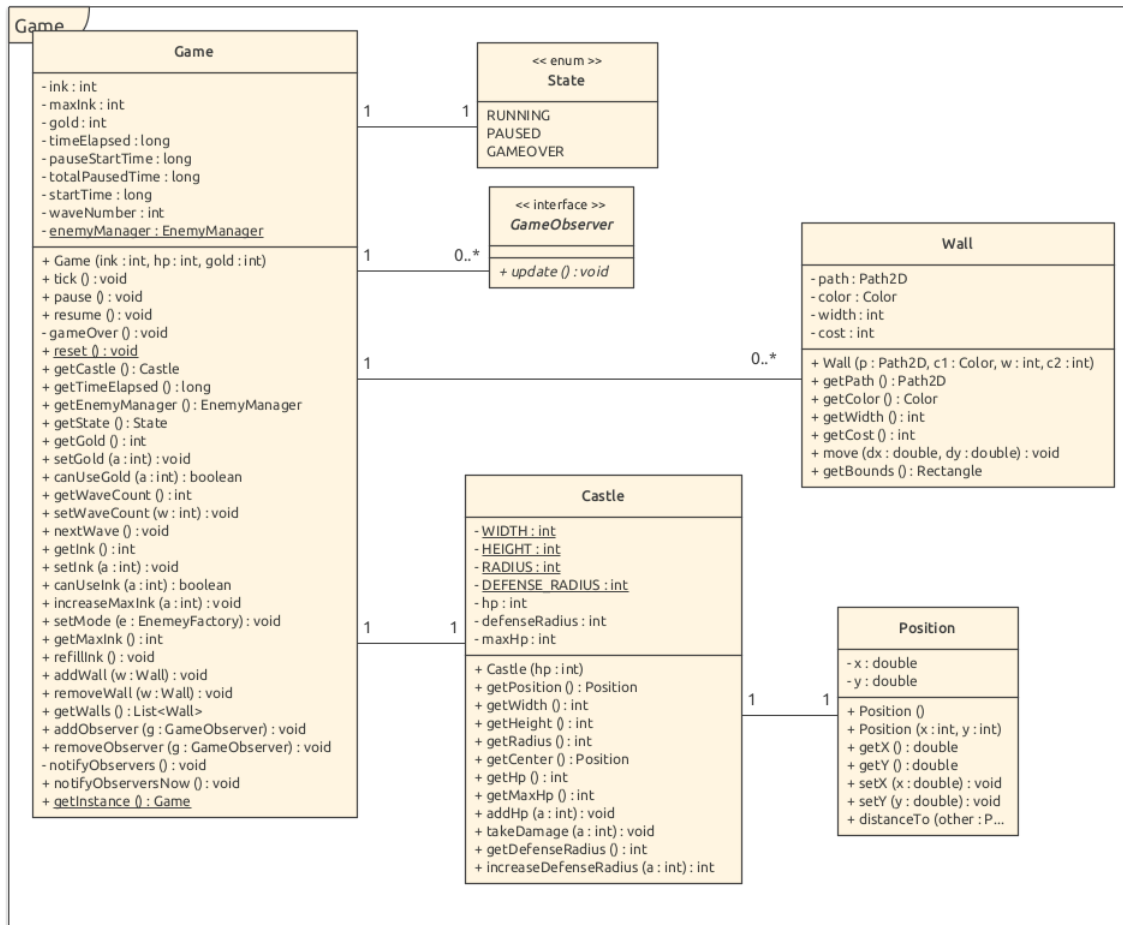 Game
Game
- ink : int
- maxInk : int
- gold : int
- timeElapsed : long
- pauseStartTime : long
- totalPausedTime : long
- startTime : long
- waveNumber : int
- enemyManager : EnemyManager
+ Game (ink : int, hp : int, gold : int)
+ tick () : void
+ pause () : void
+ resume () : void
- gameOver () : void
+ reset () : void
+ getCastle () : Castle
+ getTimeElapsed () : long
+ getEnemyManager () : EnemyManager
+ getState () : State
+ getGold () : int
+ setGold (a : int) : void
+ canUseGold (a : int) : boolean
+ getWaveCount () : int
+ setWaveCount (w : int) : void
+ nextWave () : void
+ getInk () : int
+ setInk (a : int) : void
+ canUseInk (a : int) : boolean
+ increaseMaxInk (a : int) : void
+ setMode (e : EnemeyFactory) : void
+ getMaxInk () : int
+ refillInk () : void
+ addWall (w : Wall) : void
+ removeWall (w : Wall) : void
+ getWalls () : List<Wall>
+ addObserver (g : GameObserver) : void
+ removeObserver (g : GameObserver) : void
- notifyObservers () : void
+ notifyObserversNow () : void
+ getInstance () : Game
1
1
<< enum >>
State
RUNNING
PAUSED
GAMEOVER
1
0..*
<< interface >>
GameObserver
+ update () : void
1
0..*
Wall
- path : Path2D
- color : Color
- width : int
- cost : int
+ Wall (p : Path2D, c1 : Color, w : int, c2 : int)
+ getPath () : Path2D
+ getColor () : Color
+ getWidth () : int
+ getCost () : int
+ move (dx : double, dy : double) : void
+ getBounds () : Rectangle
1
1
Castle
- WIDTH : int
- HEIGHT : int
- RADIUS : int
- DEFENSE_RADIUS : int
- hp : int
- defenseRadius : int
- maxHp : int
+ Castle (hp : int)
+ getPosition () : Position
+ getWidth () : int
+ getHeight () : int
+ getRadius () : int
+ getCenter () : Position
+ getHp () : int
+ getMaxHp () : int
+ addHp (a : int) : void
+ takeDamage (a : int) : void
+ getDefenseRadius () : int
+ increaseDefenseRadius (a : int) : int
1
1
Position
- x : double
- y : double
+ Position ()
+ Position (x : int, y : int)
+ getX () : double
+ getY () : double
+ setX (x : double) : void
+ setY (y : double) : void
+ distanceTo (other : P...